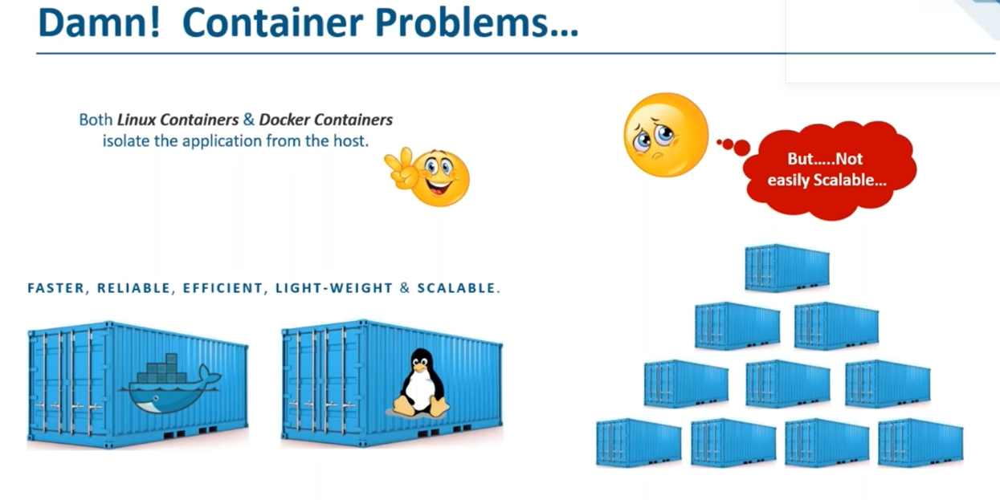 Damn!  Container Problems...
Both Linux Containers & Docker Containers
isolate the application from the host.
But.....Not
easily Scalable...
FASTER, RELIABLE, EFFICIENT, LIGHT-WEIGHT & SCALABLE.